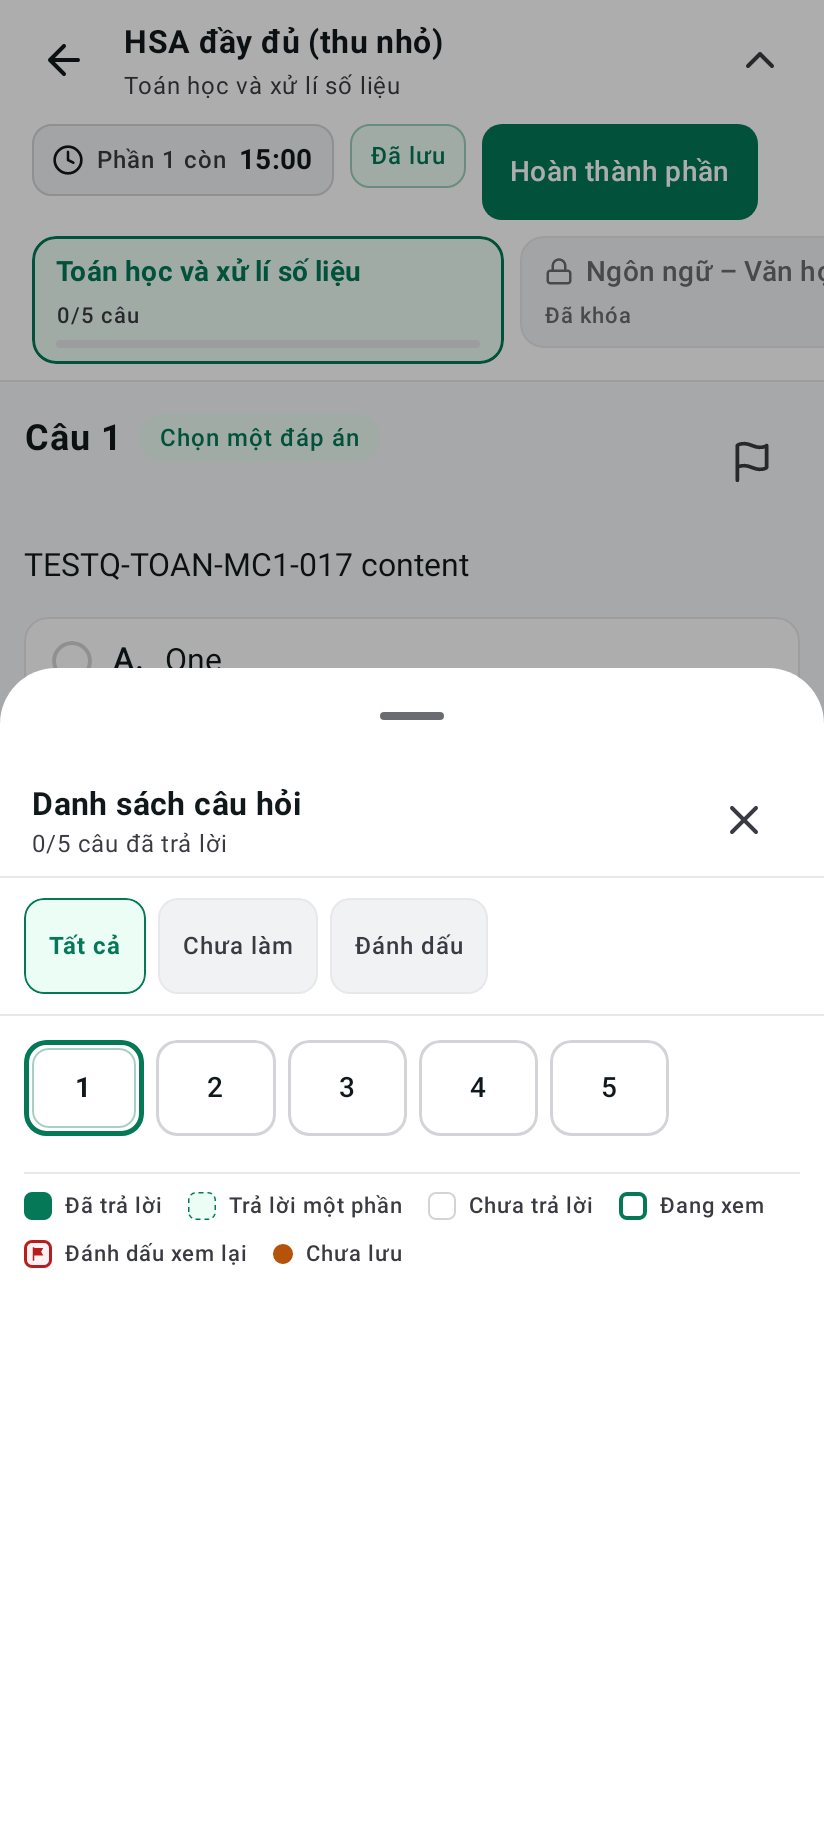 HSA đầy đủ (thu nhỏ)
Toán học và xử lí số liệu
Phần 1 còn 15:00
Đã lưu
Hoàn thành phần
Toán học và xử lí số liệu
0/5 câu
Ngôn ngữ – Văn họ
Đã khóa
Câu 1
Chọn một đáp án
TESTQ-TOAN-MC1-017 content
A. One
Danh sách câu hỏi
0/5 câu đã trả lời
Tất cả
Chưa làm
Đánh dấu
1 2 3 4 5
Đã trả lời
Trả lời một phần
Chưa trả lời
Đang xem
Đánh dấu xem lại
Chưa lưu